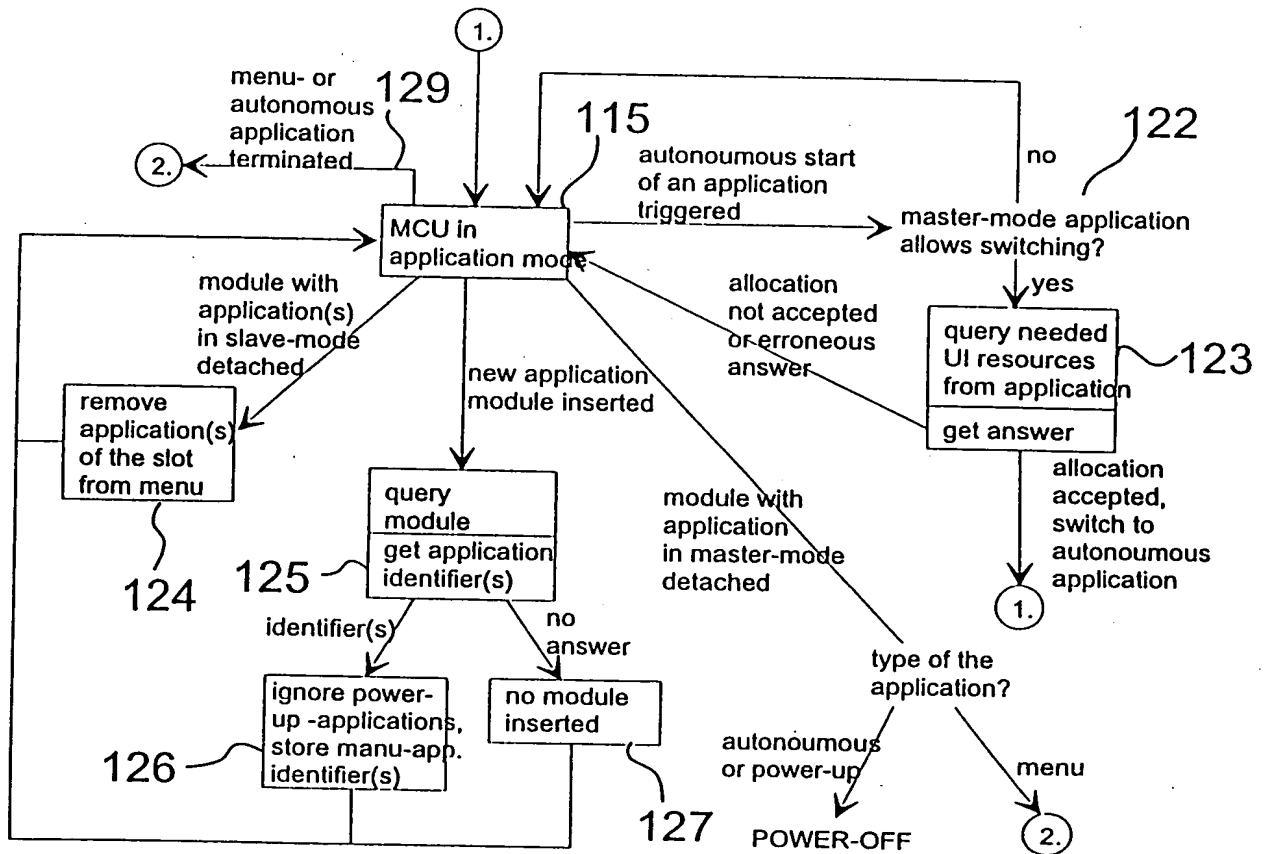 1.
menu- or
autonomous
application
terminated
129
2.
115
122
autonoumous start
of an application
triggered
no
master-mode application
allows switching?
MCU in
application mode
yes
module with
application(s)
in slave-mode
detached
allocation
not accepted
or erroneous
answer
query needed
UI resources
from application
get answer
123
new application
module inserted
remove
application(s)
of the slot
from menu
124
query
module
get application
identifier(s)
125
module with
application
in master-mode
detached
allocation
accepted,
switch to
autonoumous
application
1.
identifier(s)
no
answer
type of the
application?
ignore power-
up -applications,
store manu-app.
identifier(s)
126
no module
inserted
127
autonoumous
or power-up
menu
POWER-OFF
2.